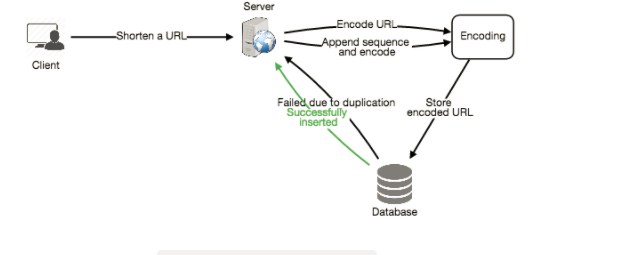 Server
Shorten a URL
Client
Encode URL
Append sequence
and encode
Encoding
Failed due to duplication
Successfully
inserted
Store
encoded URL
Database